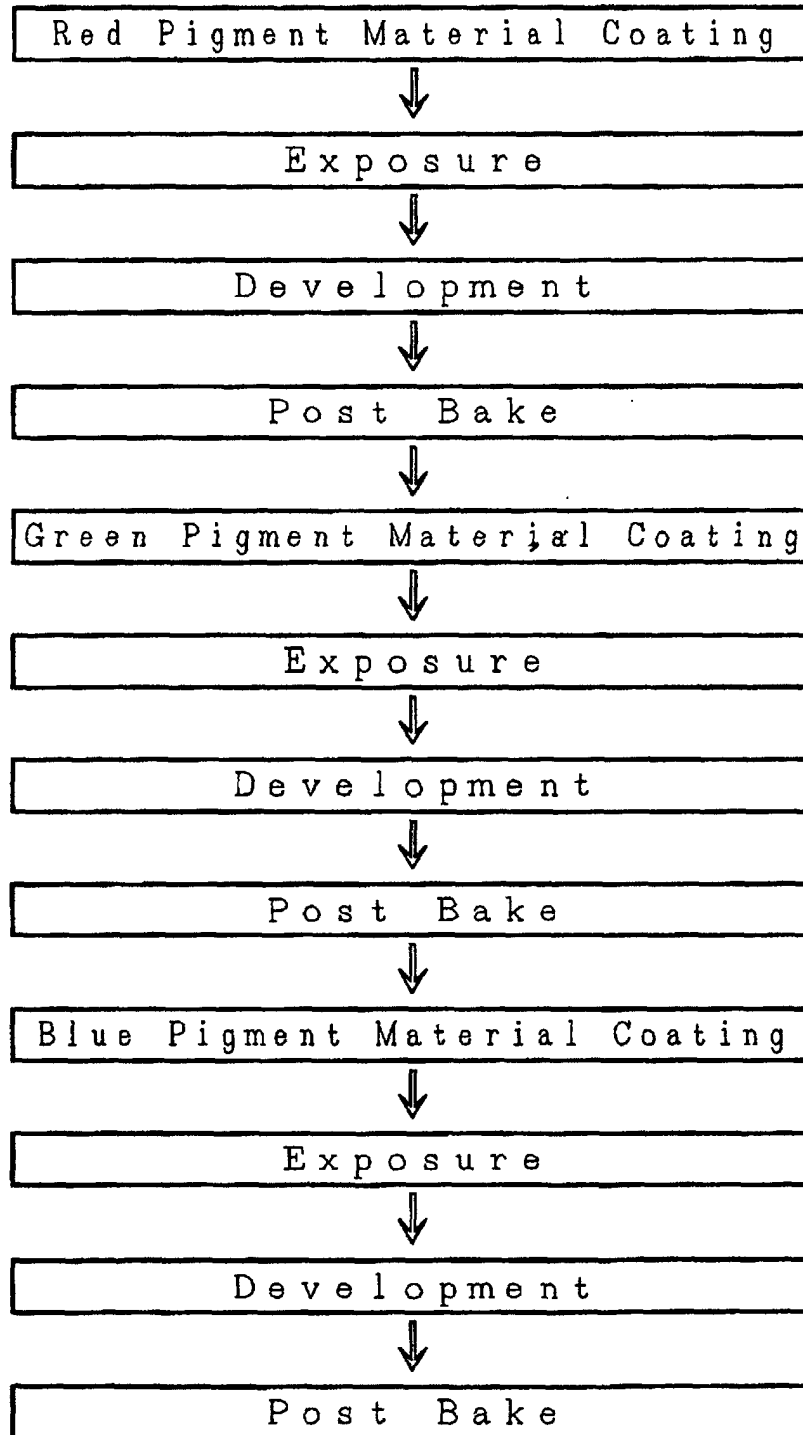 Red Pigment Material Coating
Exposure
Development
Post Bake
Green Pigment Material Coating
Exposure
Development
Post Bake
Blue Pigment Material Coating
Exposure
Development
Post Bake